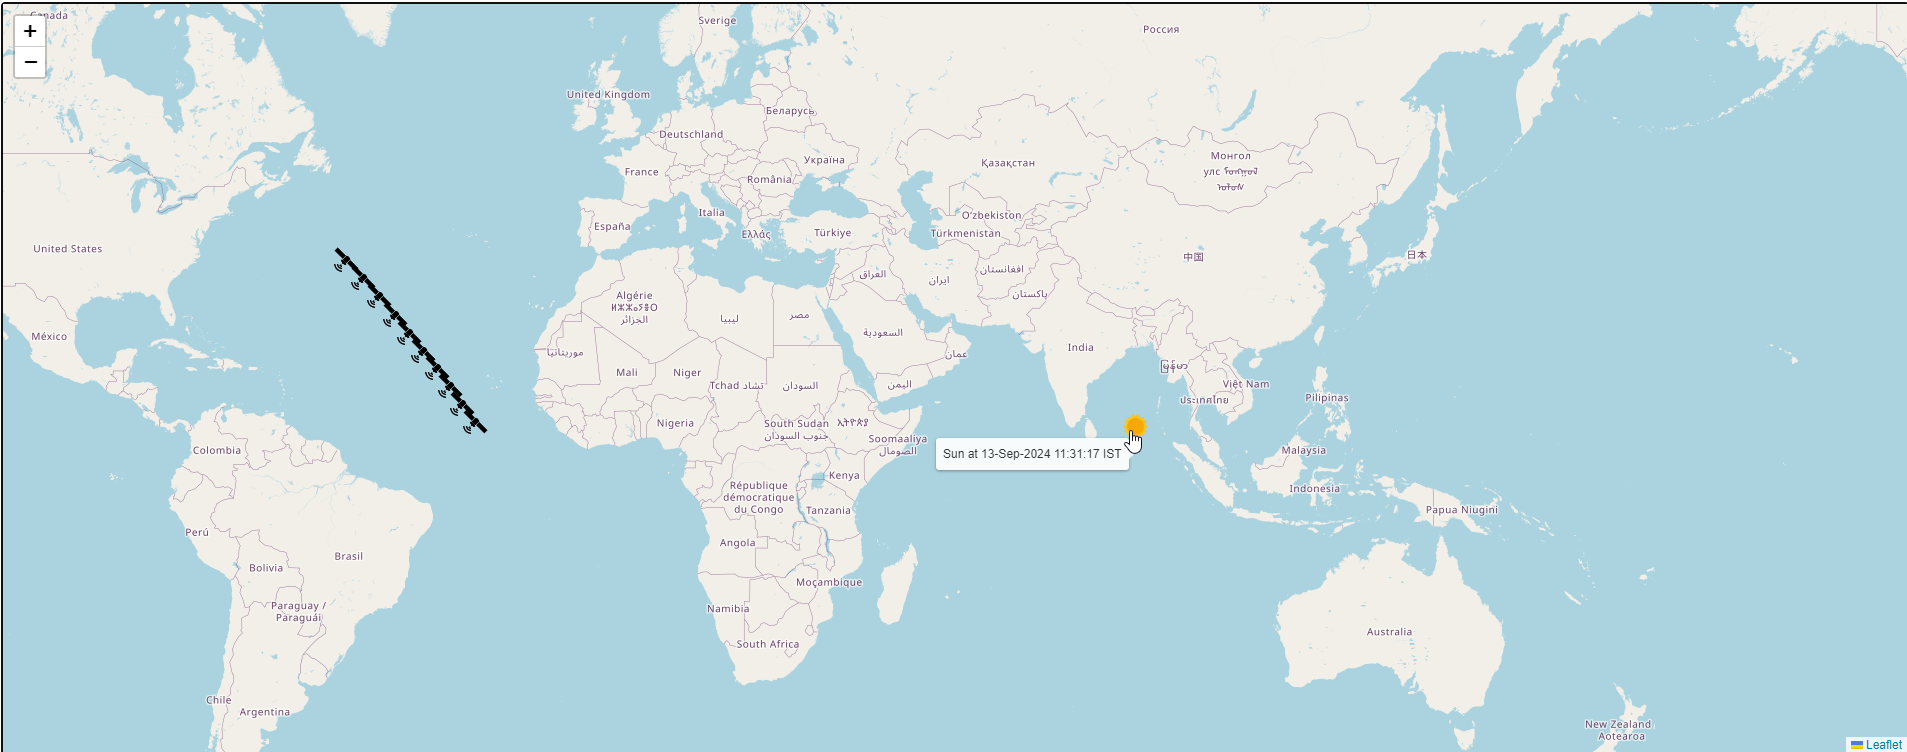 Canada
+
−
Sverige
Россия
United Kingdom
Беларусь
Deutschland
Україна
Қазақстан
Монгол
улс
France
România
Italia
España
Ελλάς
Türkiye
Oʻzbekiston
Türkmenistan
United States
中国
日本
افغانستان
العراق
ایران
پاکستان
Algérie
ⵍⵣⵣⴰⵢⴻⵔ
الجزائر
ليبيا
مصر
السعودية
México
India
موريتانيا
عمان
မြန်မာ
Mali
Niger
Tchad تشاد
السودان
اليمن
Việt Nam
ประเทศไทย
Pilipinas
Nigeria
South Sudan
جنوب السودان
ኢትዮጵያ
Soomaaliya
الصومال
Colombia
Malaysia
Sun at 13-Sep-2024 11:31:17 IST
Kenya
République
démocratique
du Congo
Indonesia
Tanzania
Papua Niugini
Perú
Angola
Brasil
Bolivia
Moçambique
Paraguay /
Paraguái
Namibia
Australia
South Africa
Chile
Argentina
New Zealand
Aotearoa
Leaflet